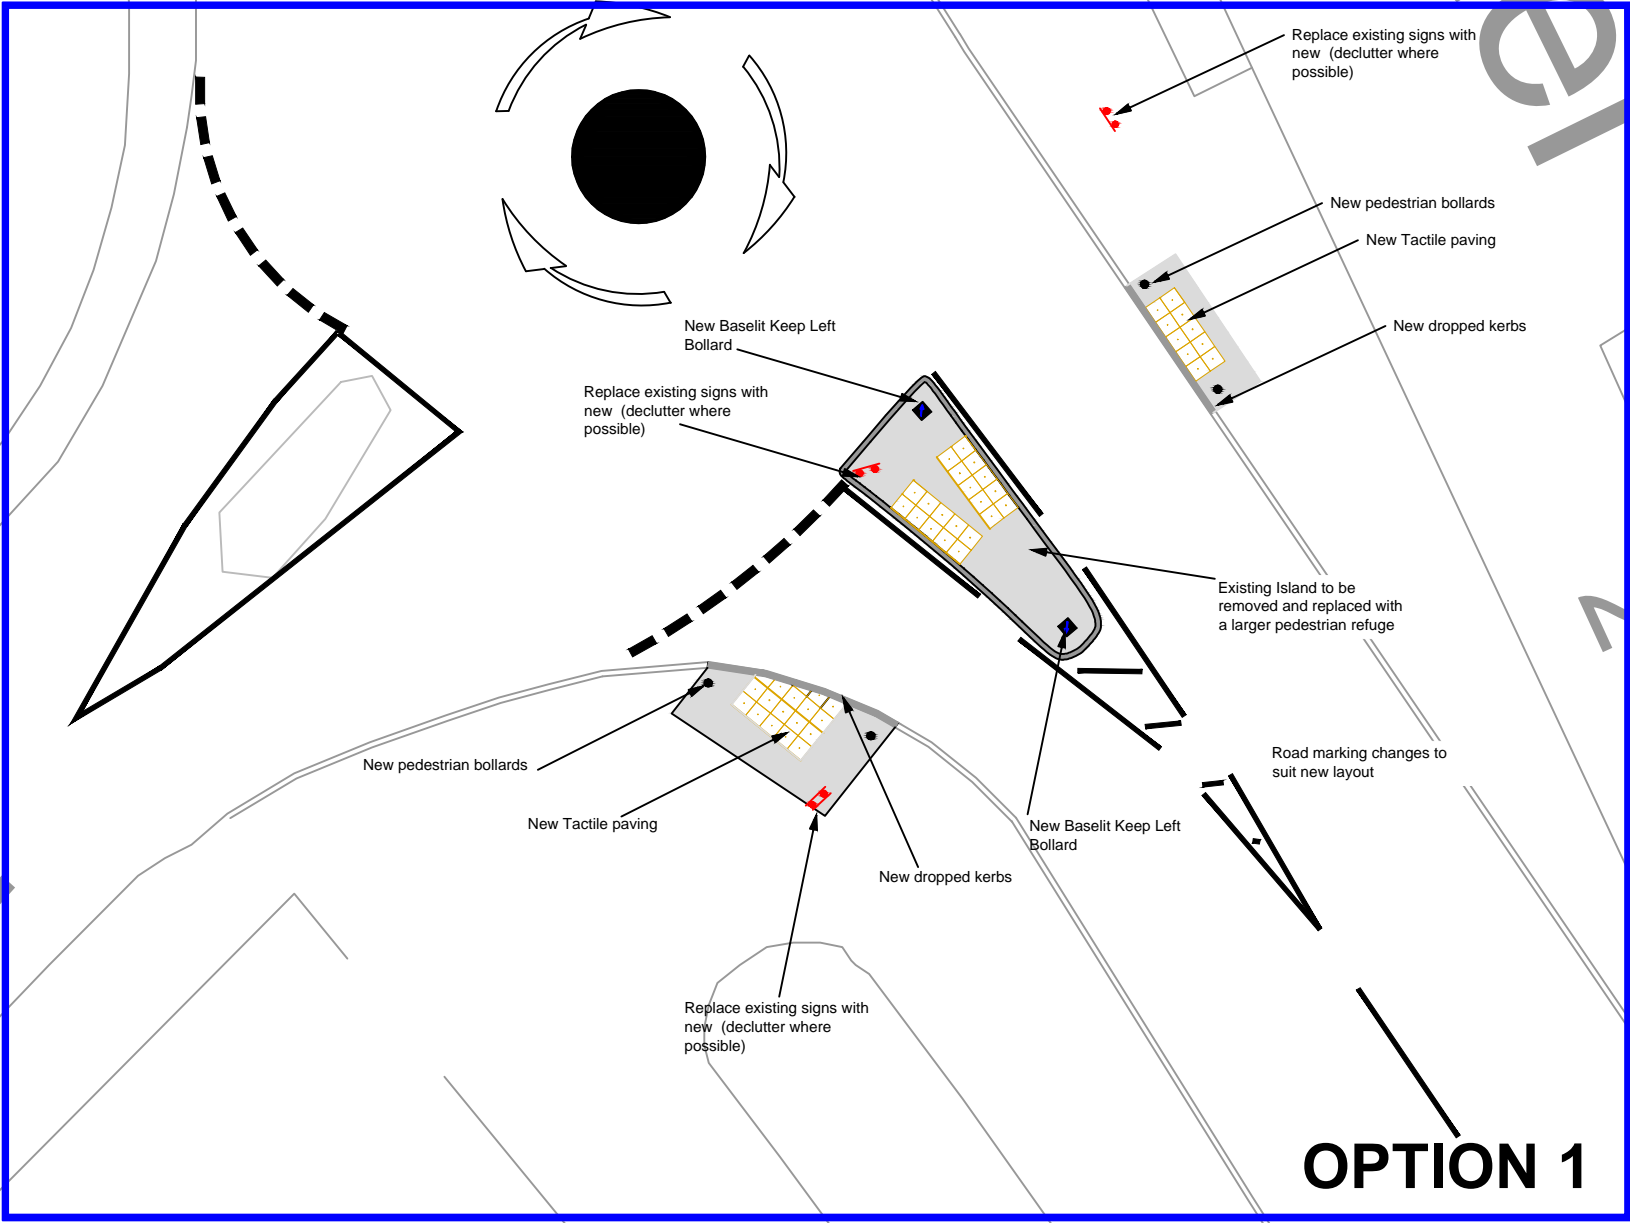 Replace existing signs with
new (declutter where
possible)
New pedestrian bollards
New Tactile paving
New dropped kerbs
New Baselit Keep Left
Bollard
Replace existing signs with
new (declutter where
possible)
Existing Island to be
removed and replaced with
a larger pedestrian refuge
Road marking changes to
suit new layout
New pedestrian bollards
New Tactile paving
New Baselit Keep Left
Bollard
New dropped kerbs
Replace existing signs with
new (declutter where
possible)
OPTION 1